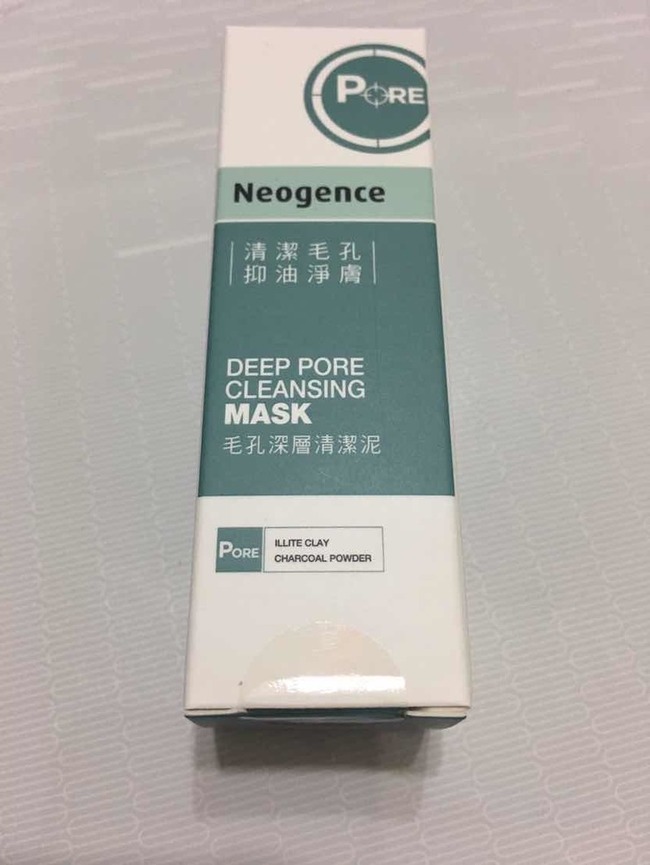 PORE
Neogence
清潔毛孔
抑油淨膚
DEEP PORE
CLEANSING
MASK
毛孔深層清潔泥
PORE
ILLITE CLAY
CHARCOAL POWDER